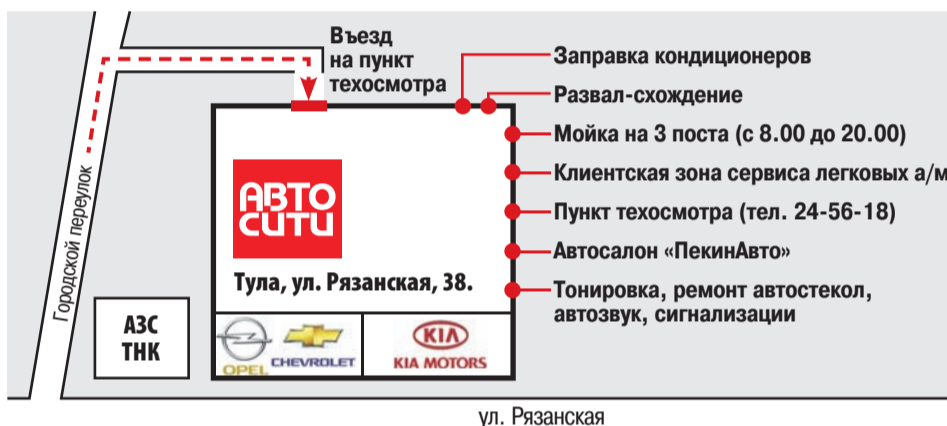 Въезд
на пункт
техосмотра
Заправка кондиционеров
Развал-схождение
Мойка на 3 поста (с 8.00 до 20.00)
Клиентская зона сервиса легковых а/м
Пункт техосмотра (тел. 24-56-18)
Автосалон «ПекинАвто»
Тонировка, ремонт автостекол,
автозвук, сигнализации
Городской переулок
АВТО
СИТИ
Тула, ул. Рязанская, 38.
АЗС
ТНК
OPEL
CHEVROLET
KIA
KIA MOTORS
ул. Рязанская